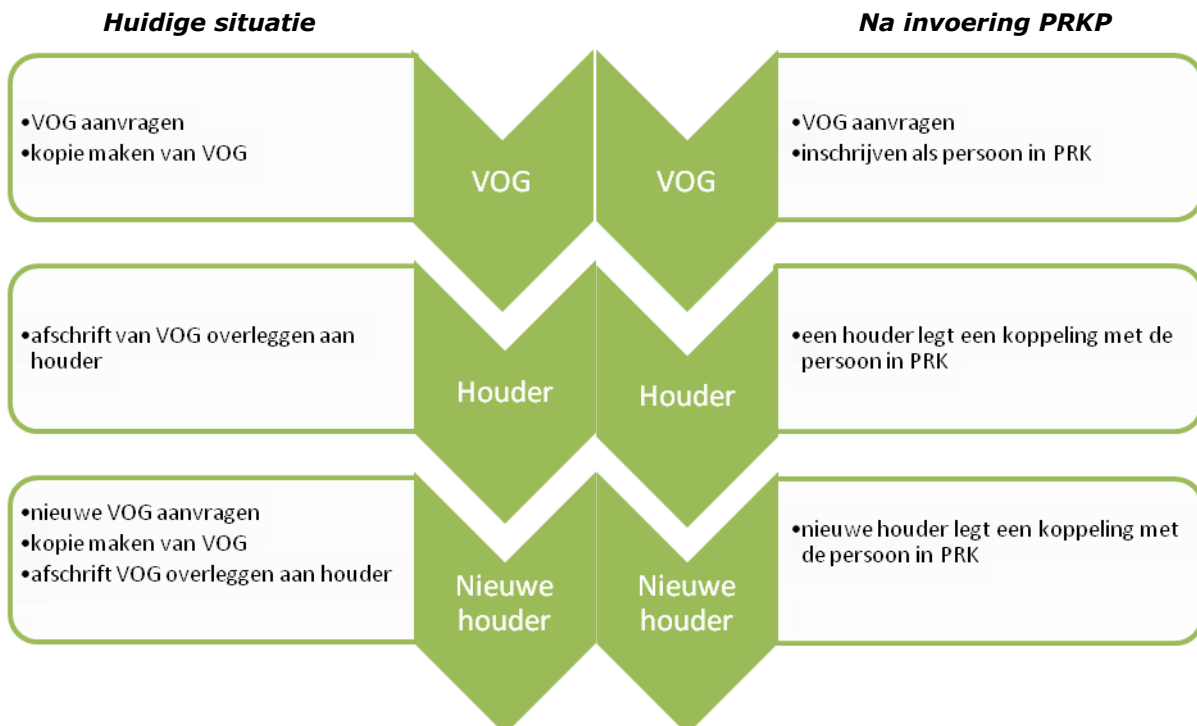 Huidige situatie
Na invoering PRKP
•VOG aanvragen
•kopie maken van VOG
VOG
VOG
•VOG aanvragen
•inschrijven als persoon in PRK
•afschrift van VOG overleggen aan
houder
Houder
Houder
•een houder legt een koppeling met de
persoon in PRK
•nieuwe VOG aanvragen
•kopie maken van VOG
•afschrift VOG overleggen aan houder
Nieuwe
houder
Nieuwe
houder
•nieuwe houder legt een koppeling met
de persoon in PRK